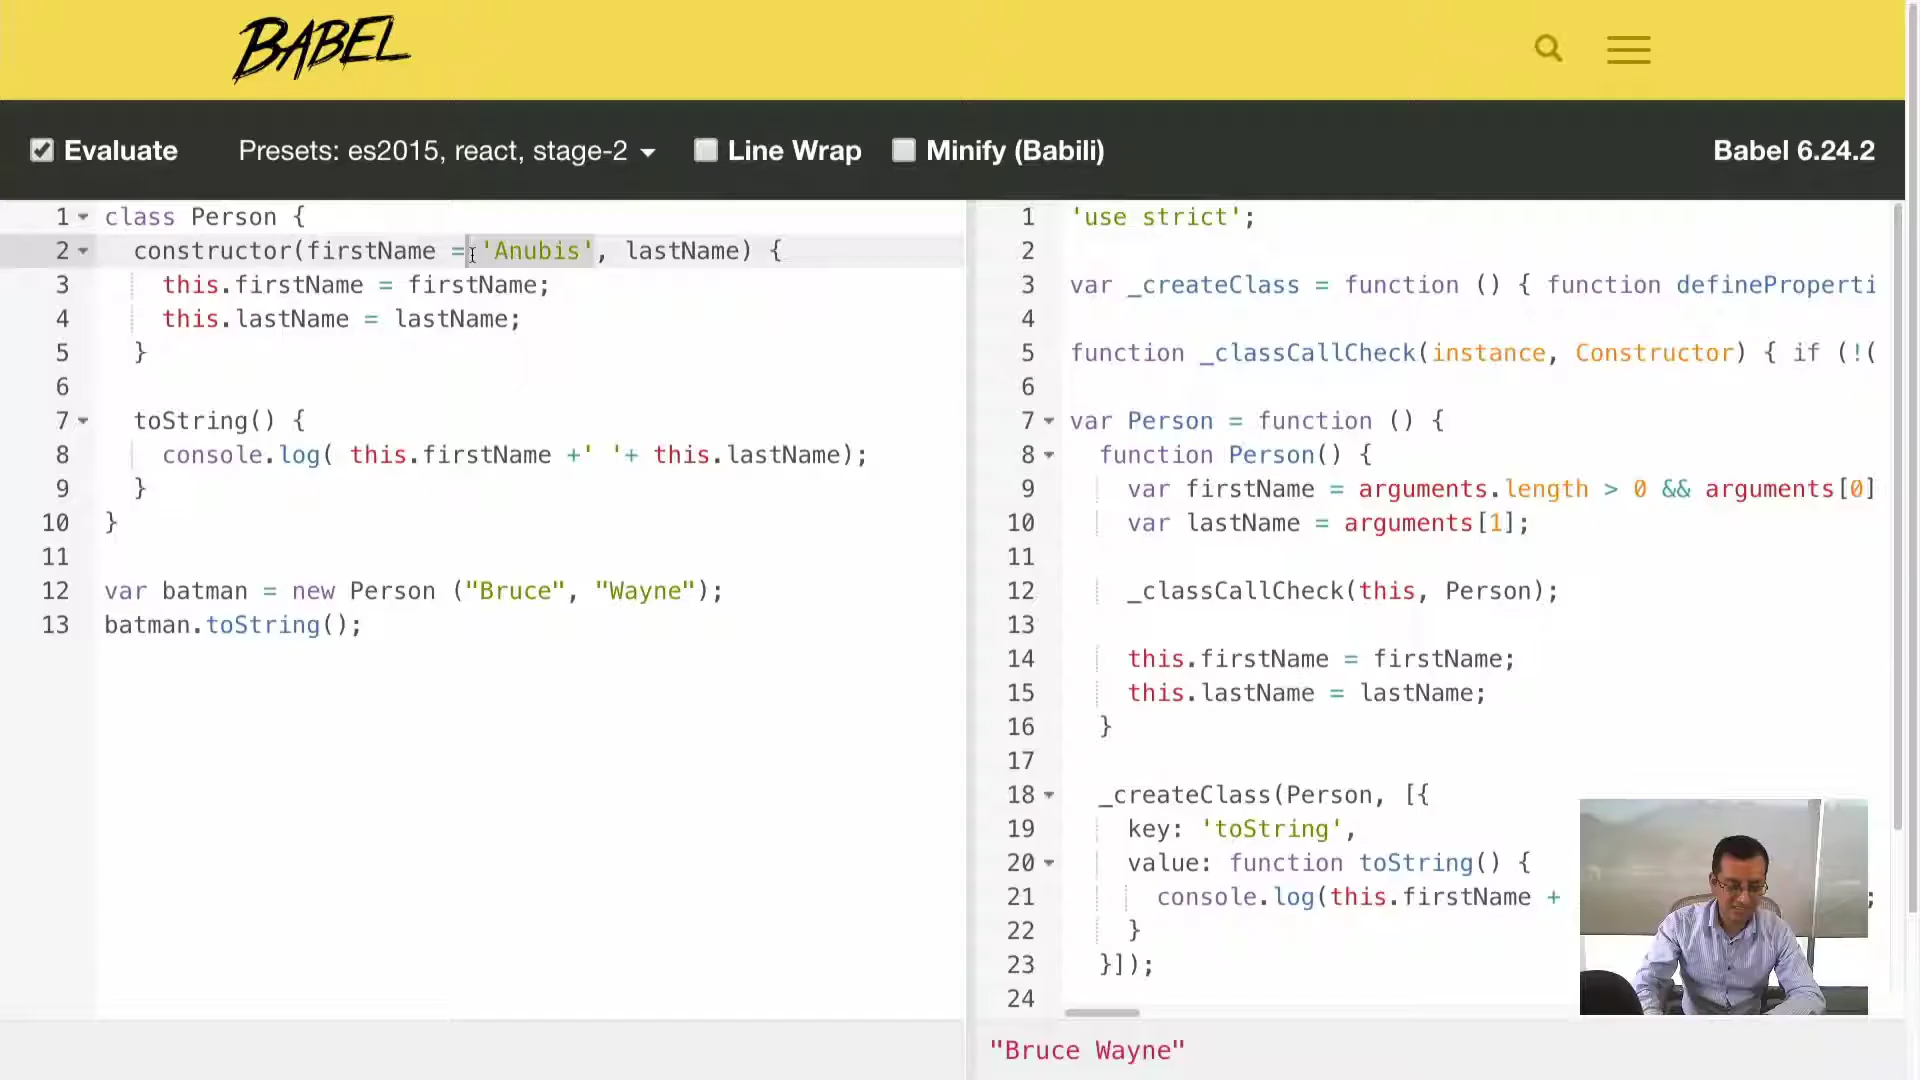 BABEL
Evaluate Presets: es2015, react, stage-2 Line Wrap Minify (Babili) Babel 6.24.2
1 class Person {
2 constructor(firstName = 'Anubis', lastName) {
3 this.firstName = firstName;
4 this.lastName = lastName;
5 }
6
7 toString() {
8 console.log( this.firstName +' '+ this.lastName);
9 }
10 }
11
12 var batman = new Person ("Bruce", "Wayne");
13 batman.toString();
1 'use strict';
2
3 var _createClass = function () { function defineProperti
4
5 function _classCallCheck(instance, Constructor) { if (!(
6
7 var Person = function () {
8 function Person() {
9 var firstName = arguments.length > 0 && arguments[0]
10 var lastName = arguments[1];
11
12 _classCallCheck(this, Person);
13
14 this.firstName = firstName;
15 this.lastName = lastName;
16 }
17
18 _createClass(Person, [{
19 key: 'toString',
20 value: function toString() {
21 console.log(this.firstName + ;
22 }
23 }]);
24
"Bruce Wayne"